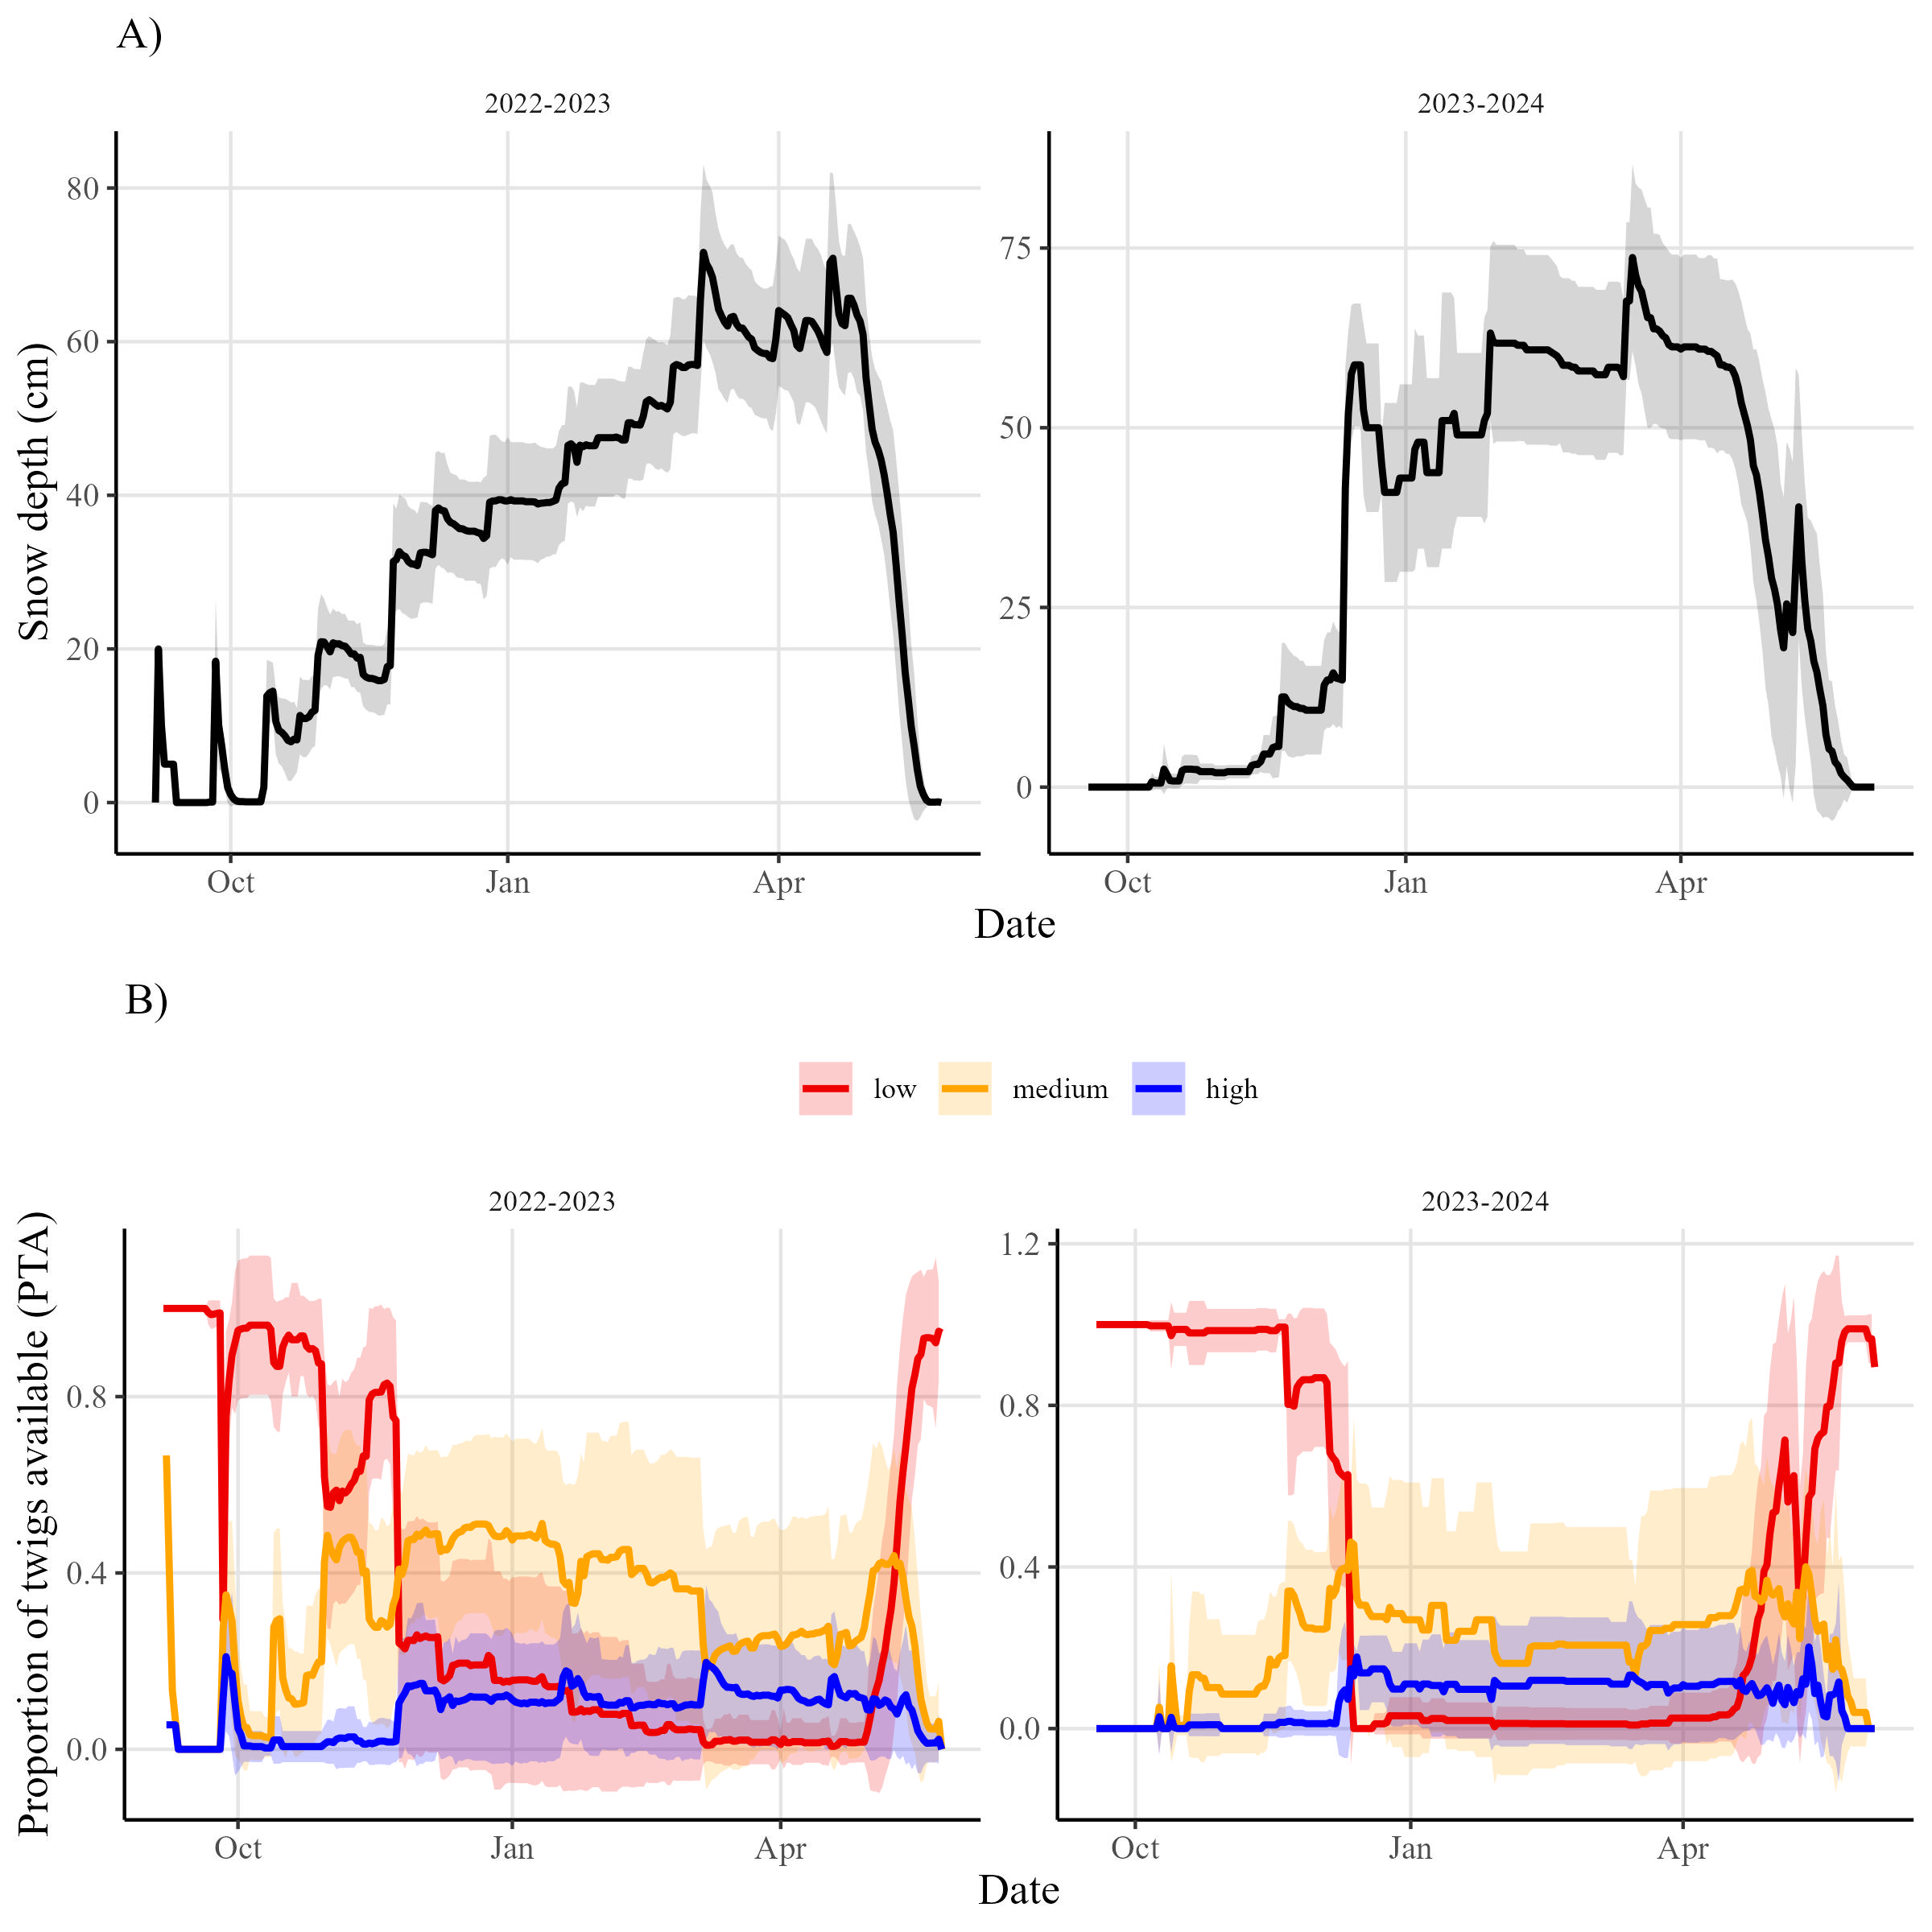 A)
2022-2023
2023-2024
Snow depth (cm)
80
60
40
20
0
75
50
25
0
Oct
Jan
Apr
Oct
Jan
Apr
Date
B)
low
medium
high
2022-2023
2023-2024
Proportion of twigs available (PTA)
0.8
0.4
0.0
1.2
0.8
0.4
0.0
Oct
Jan
Apr
Oct
Jan
Apr
Date